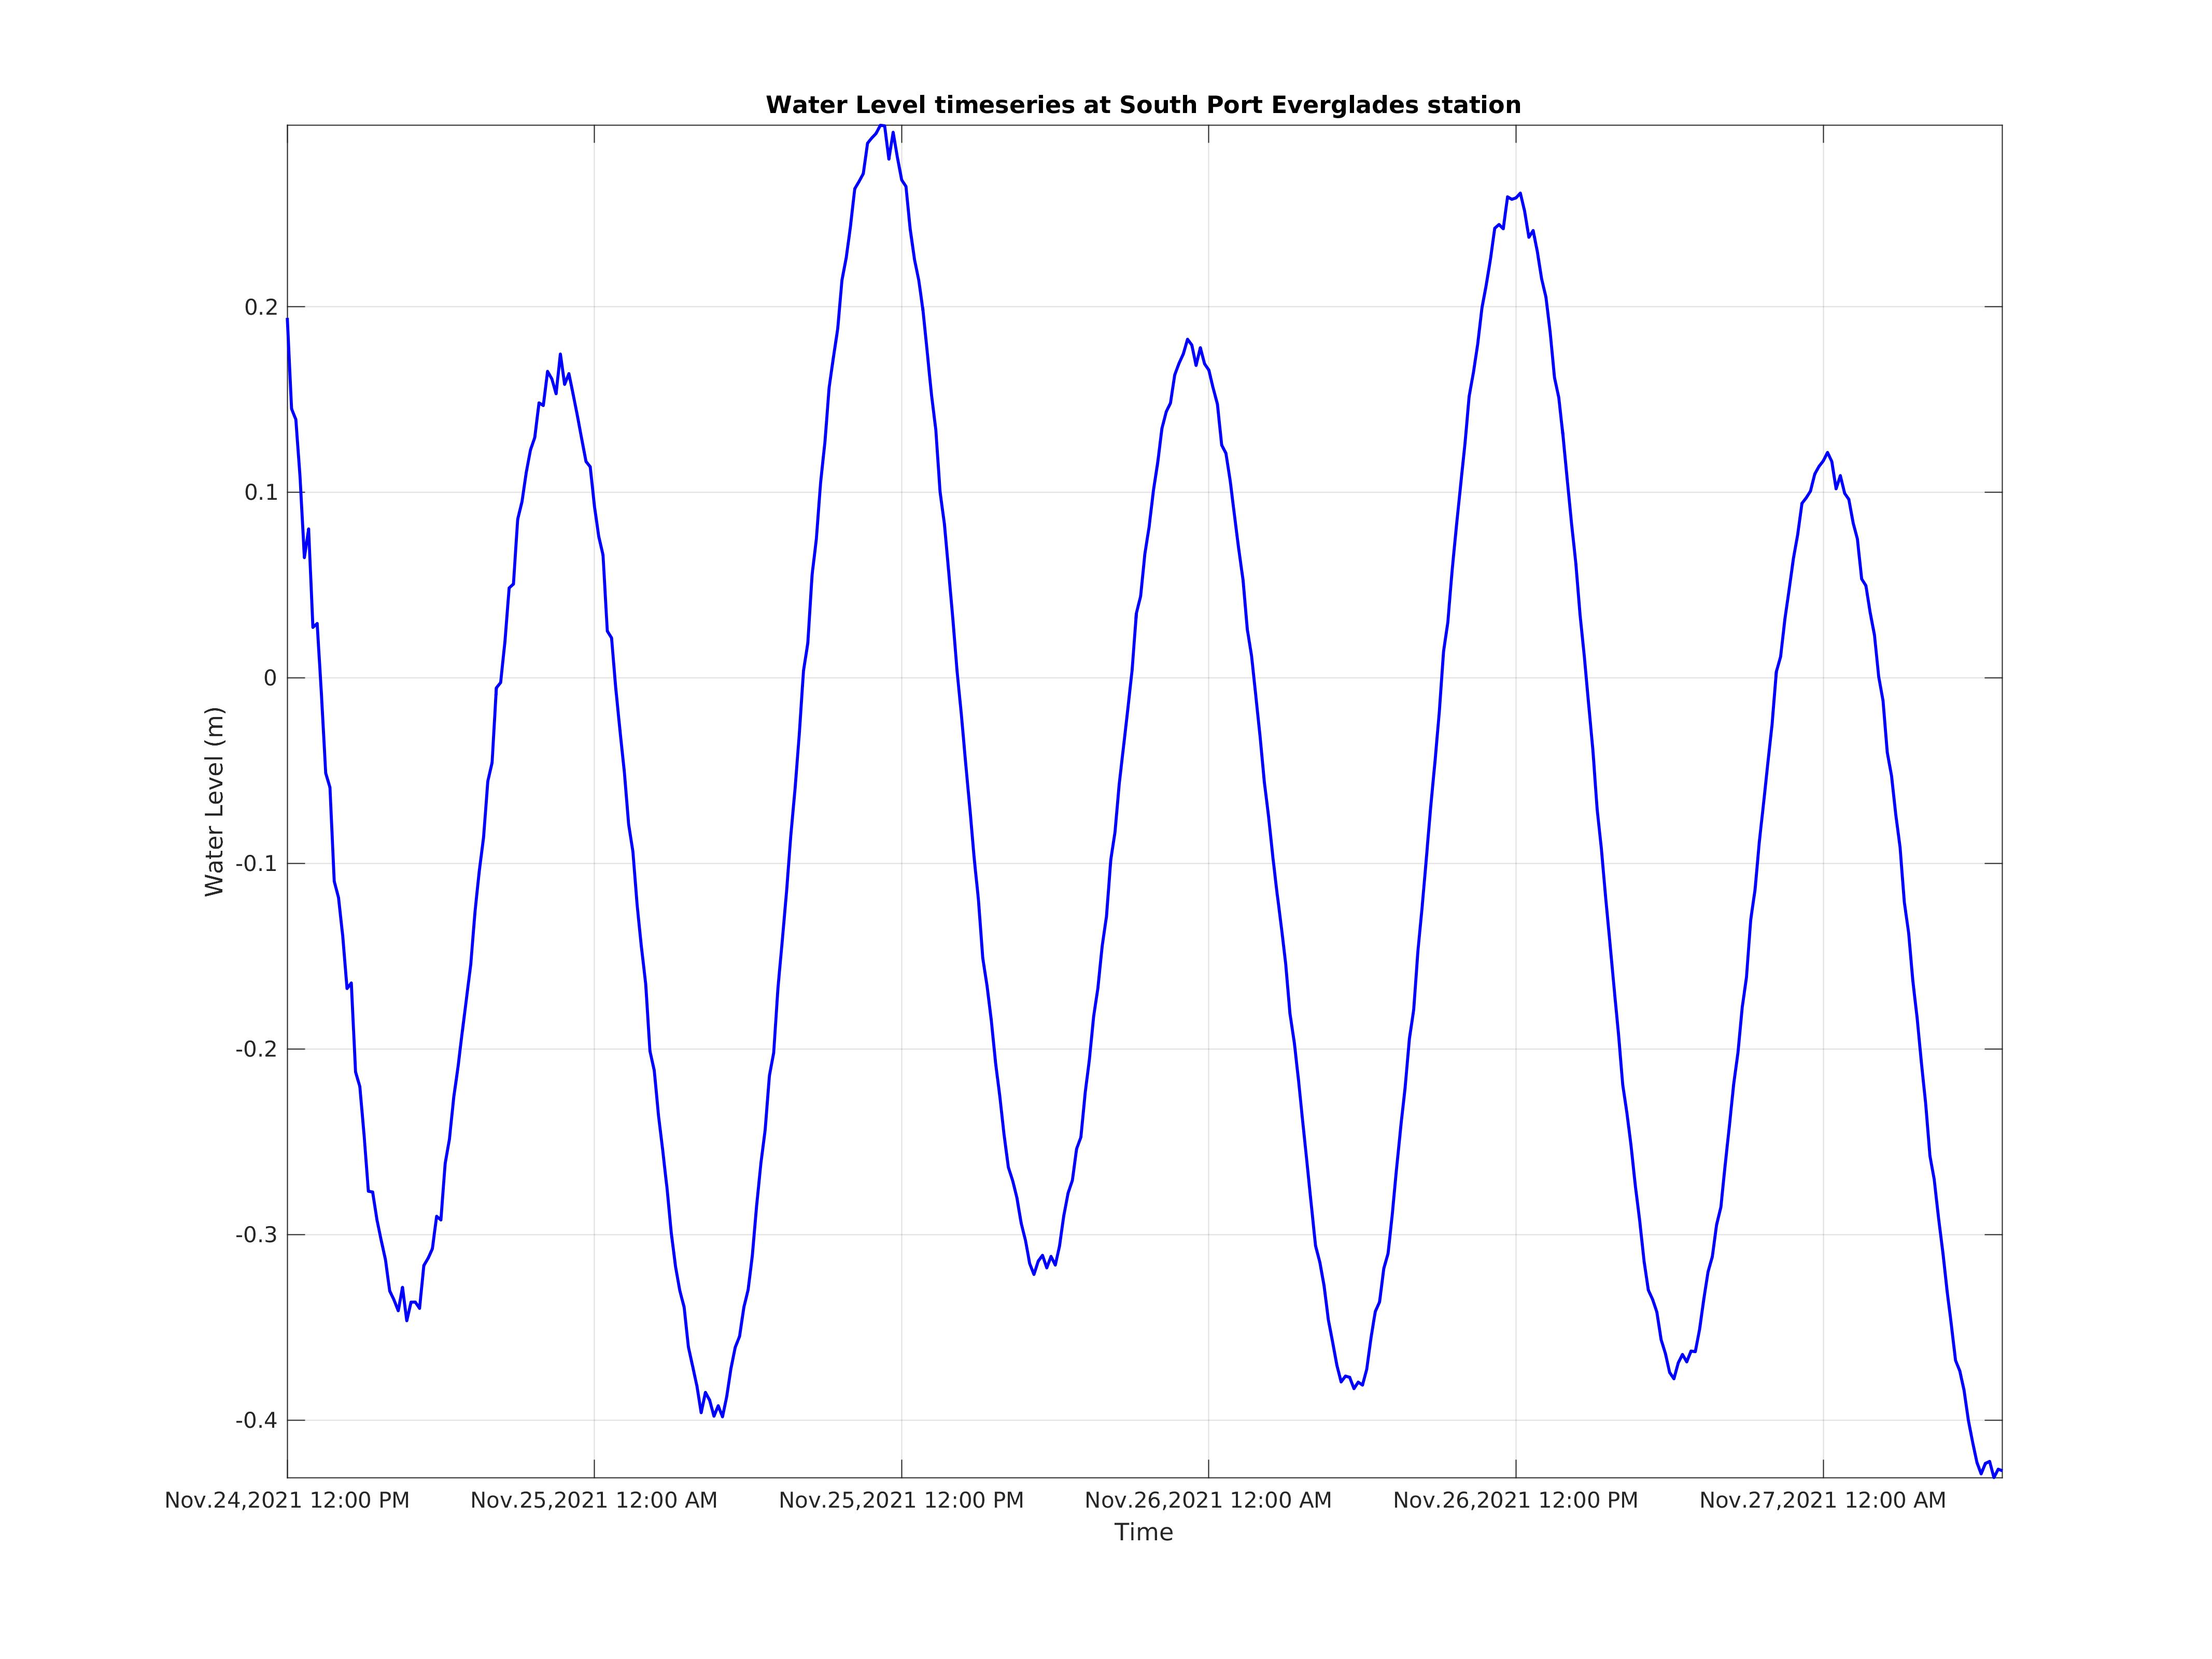 Water Level timeseries at South Port Everglades station
0.2
0.1
0
-0.1
-0.2
-0.3
-0.4
Water Level (m)
Nov.24,2021 12:00 PM
Nov.25,2021 12:00 AM
Nov.25,2021 12:00 PM
Nov.26,2021 12:00 AM
Nov.26,2021 12:00 PM
Nov.27,2021 12:00 AM
Time